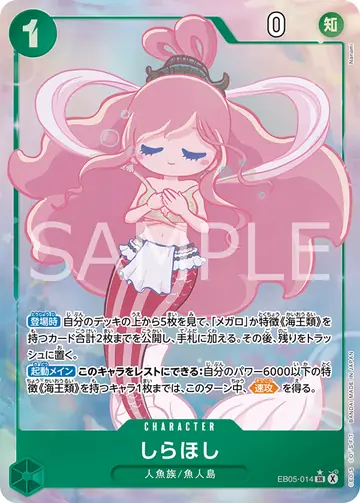 1
0
知
Nanami
SAMPLE
登場時 自分のデッキの上から5枚を見て、「メガロ」か特徴《海王類》を
持つカード合計2枚までを公開し、手札に加える。その後、残りをトラッ
シュに置く。
起動メイン このキャラをレストにできる：自分のパワー6000以下の特
徴《海王類》を持つキャラ1枚までは、このターン中、速攻を得る。
CHARACTER
しらほし
人魚族/魚人島
EB05-014 SR X